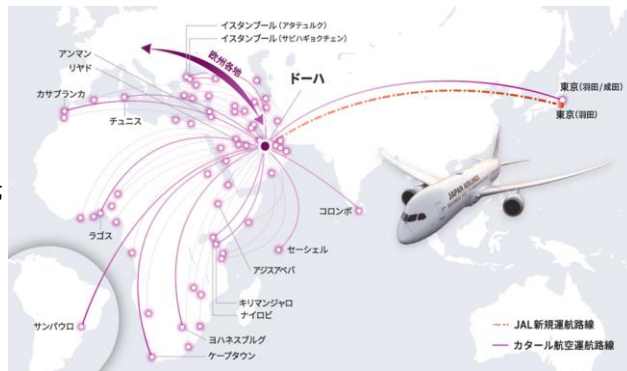 イスタンブール(アタテュルク)
イスタンブール(サビハギョクチェン)
アンマン
リヤド
欧州各地
ドーハ
カサブランカ
チュニス
東京(羽田/成田)
東京(羽田)
JAPAN AIRLINES
コロンボ
ラゴス
セーシェル
アジスアベバ
キリマンジャロ
ナイロビ
サンパウロ
ヨハネスブルグ
ケープタウン
JAL新規運航路線
カタール航空運航路線